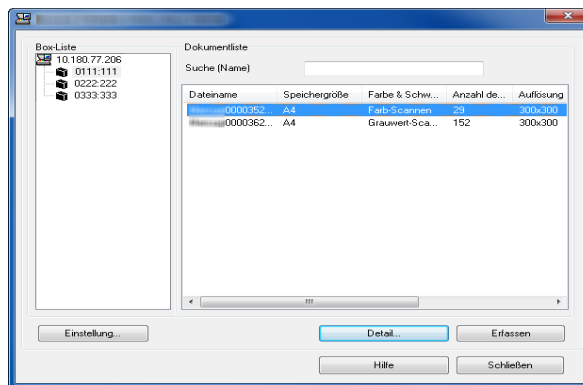 Box-Liste
10.180.77.206
0111:111
0222:222
0333:333
Dokumentliste
Suche (Name)
Dateiname Speichergröße Farbe & Schw... Anzahl de... Auflösung
0000352... A4 Farb-Scannen 29 300x300
0000362... A4 Grauwert-Sca... 152 300x300
Einstellung...
Detail...
Erfassen
Hilfe
Schließen